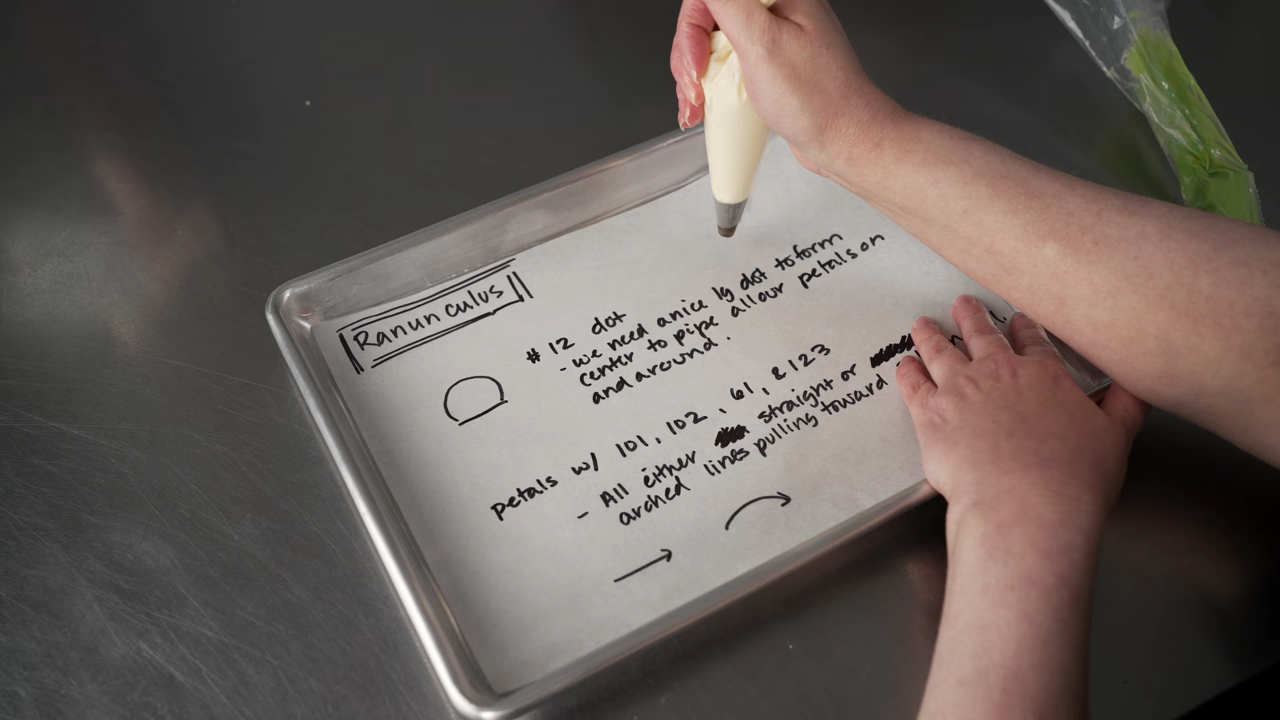 Ranunculus
#12 dot
- we need a nice lg dot to form
center to pipe all our petals on
and around.
petals w/ 101, 102, 61, & 123
- All either straight or
arched lines pulling toward